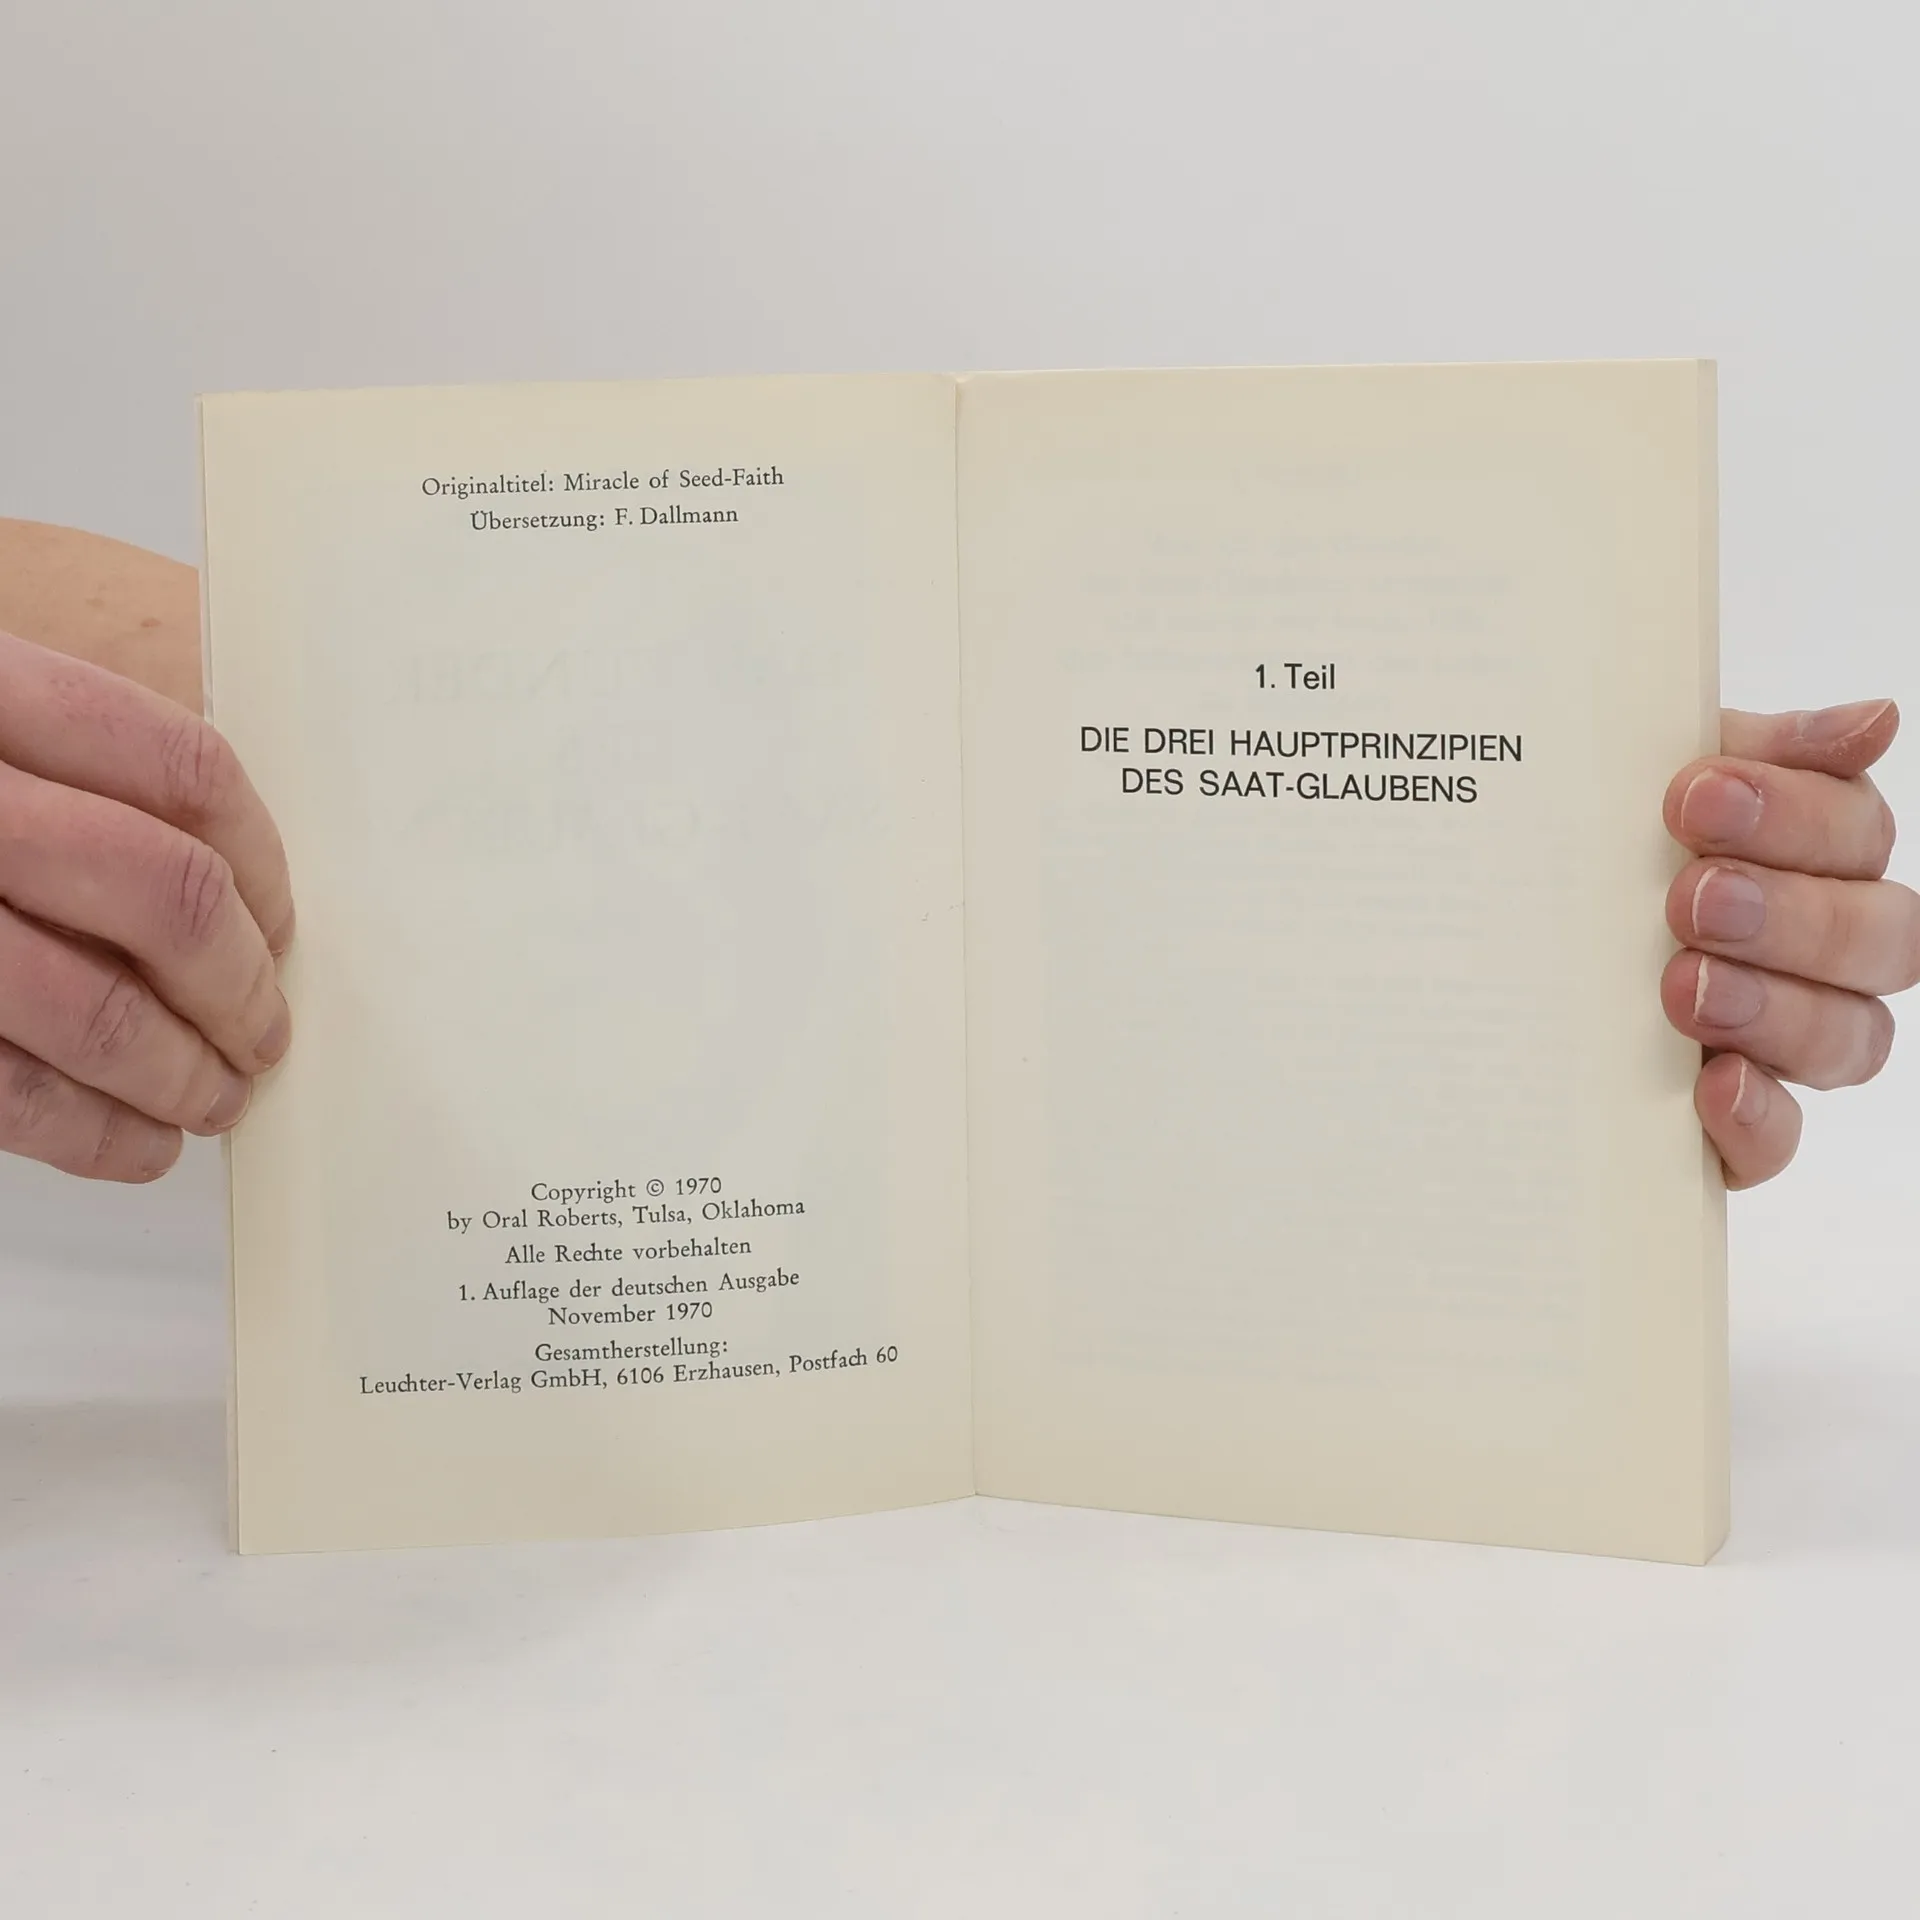 Originaltitel: Miracle of Seed-Faith
Übersetzung: F. Dallmann
Copyright © 1970
by Oral Roberts, Tulsa, Oklahoma
Alle Rechte vorbehalten
1. Auflage der deutschen Ausgabe
November 1970
Gesamtherstellung:
Leuchter-Verlag GmbH, 6106 Erzhausen, Postfach 60
1. Teil
DIE DREI HAUPTPRINZIPIEN
DES SAAT-GLAUBENS